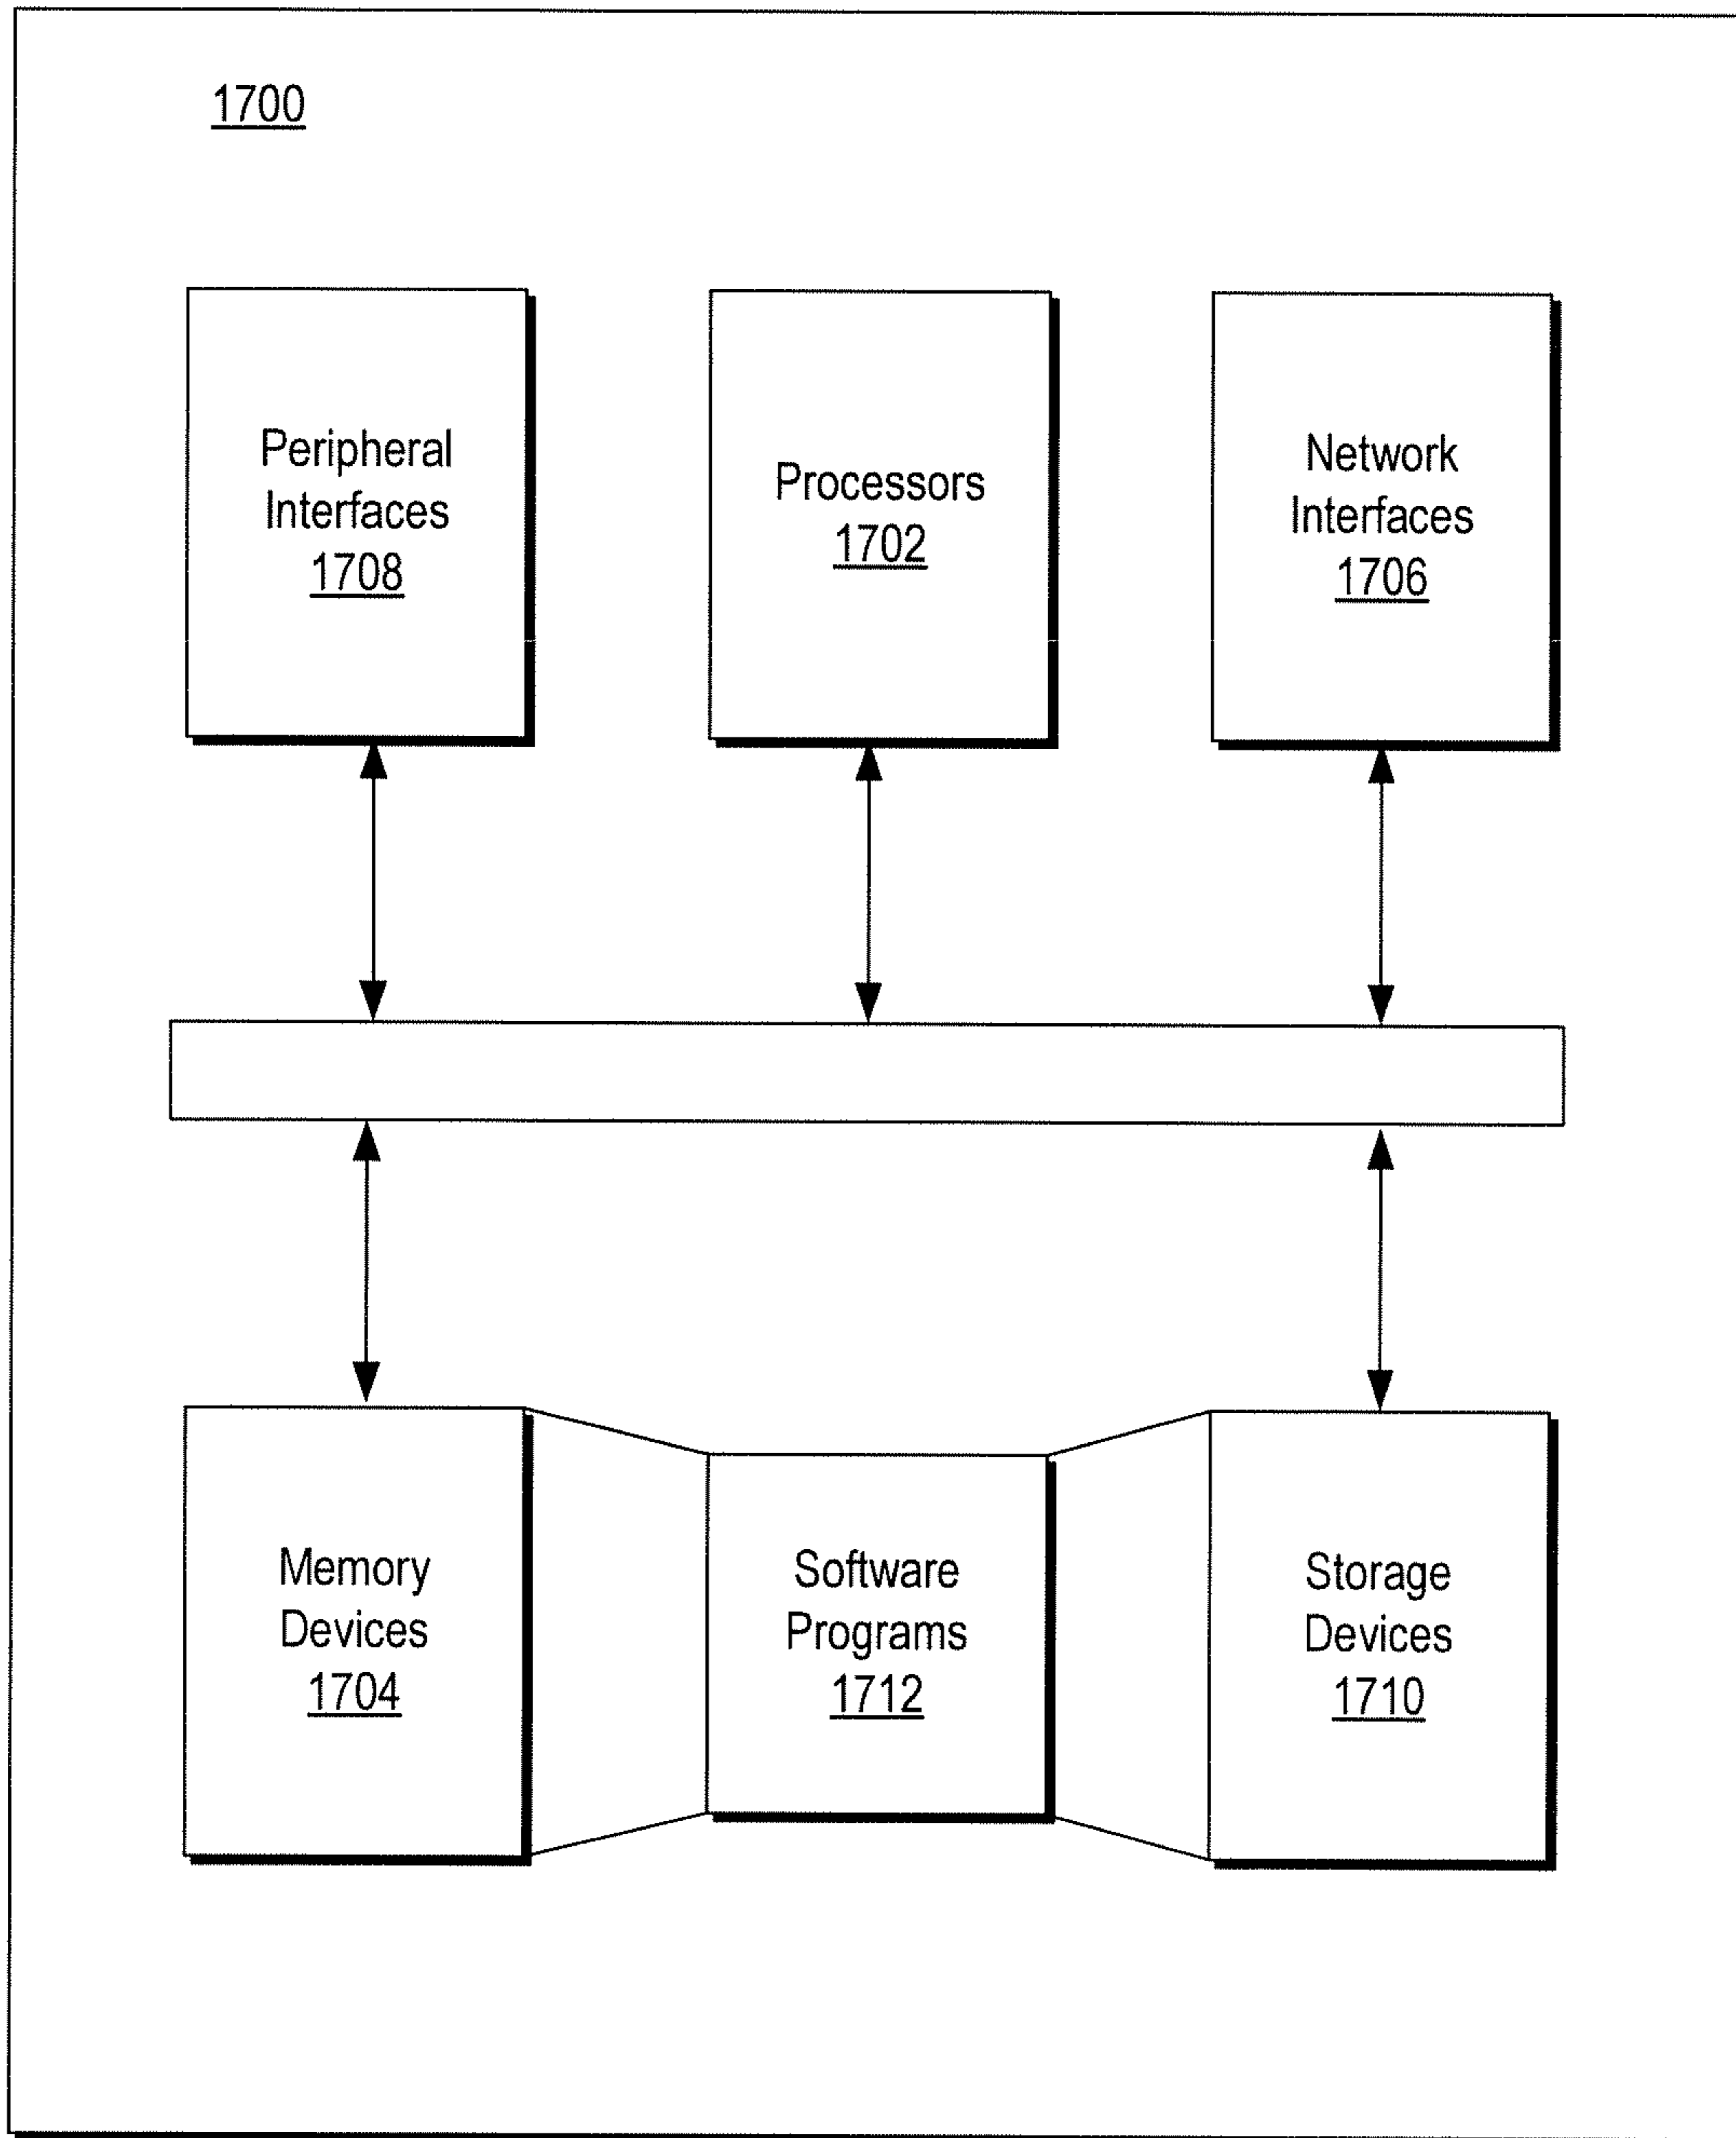 1700
Peripheral
Interfaces
1708
Processors
1702
Network
Interfaces
1706
Memory
Devices
1704
Software
Programs
1712
Storage
Devices
1710